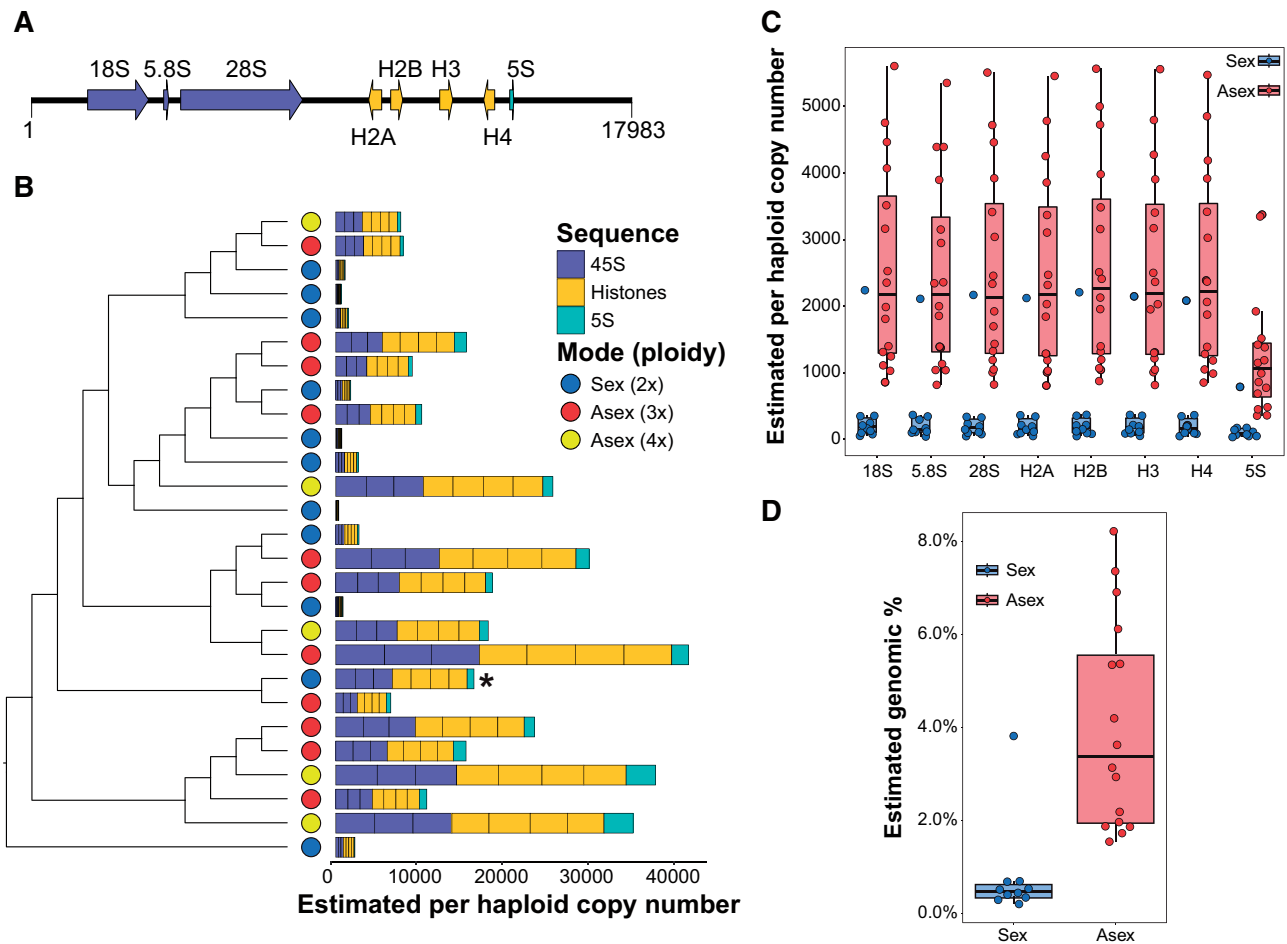 A
18S 5.8S 28S H2B H3 5S
1 H2A H4 17983
B
Sequence
45S
Histones
5S
Mode (ploidy)
Sex (2x)
Asex (3x)
Asex (4x)
*
0 10000 20000 30000 40000
Estimated per haploid copy number
C
Sex
Asex
Estimated per haploid copy number
5000
4000
3000
2000
1000
0
18S 5.8S 28S H2A H2B H3 H4 5S
D
Sex
Asex
Estimated genomic %
8.0%
6.0%
4.0%
2.0%
0.0%
Sex Asex